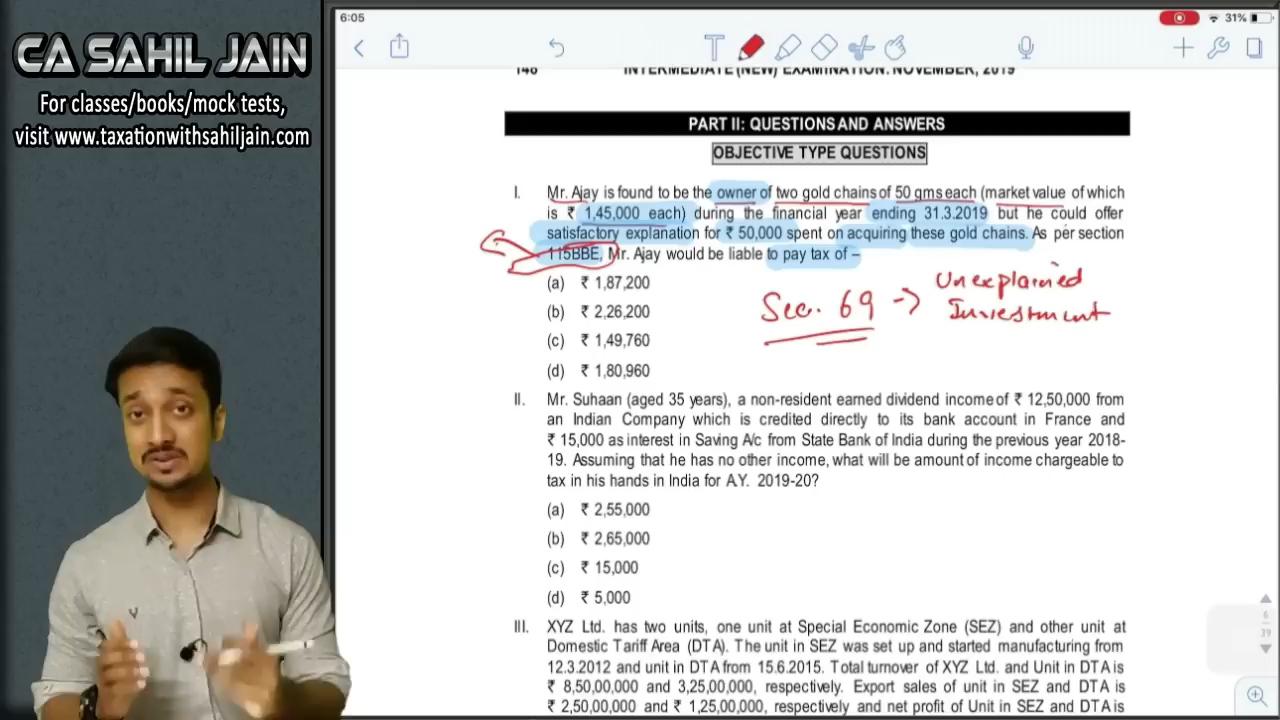 CA SAHIL JAIN
For classes/books/mock tests,
visit www.taxationwithsahiljain.com
6:05
31%
148 INTERMEDIATE (NEW) EXAMINATION: NOVEMBER, 2019
PART II: QUESTIONS AND ANSWERS
OBJECTIVE TYPE QUESTIONS
I. Mr. Ajay is found to be the owner of two gold chains of 50 gms each (market value of which
is ₹ 1,45,000 each) during the financial year ending 31.3.2019 but he could offer
satisfactory explanation for ₹ 50,000 spent on acquiring these gold chains. As per section
115BBE, Mr. Ajay would be liable to pay tax of –
(a) ₹ 1,87,200
(b) ₹ 2,26,200
(c) ₹ 1,49,760
(d) ₹ 1,80,960
Sec. 69 → Unexplained
Investment
II. Mr. Suhaan (aged 35 years), a non-resident earned dividend income of ₹ 12,50,000 from
an Indian Company which is credited directly to its bank account in France and
₹ 15,000 as interest in Saving A/c from State Bank of India during the previous year 2018-
19. Assuming that he has no other income, what will be amount of income chargeable to
tax in his hands in India for A.Y. 2019-20?
(a) ₹ 2,55,000
(b) ₹ 2,65,000
(c) ₹ 15,000
(d) ₹ 5,000
III. XYZ Ltd. has two units, one unit at Special Economic Zone (SEZ) and other unit at
Domestic Tariff Area (DTA). The unit in SEZ was set up and started manufacturing from
12.3.2012 and unit in DTA from 15.6.2015. Total turnover of XYZ Ltd. and Unit in DTA is
₹ 8,50,00,000 and 3,25,00,000, respectively. Export sales of unit in SEZ and DTA is
₹ 2,50,00,000 and ₹ 1,25,00,000, respectively and net profit of Unit in SEZ and DTA is
6
39